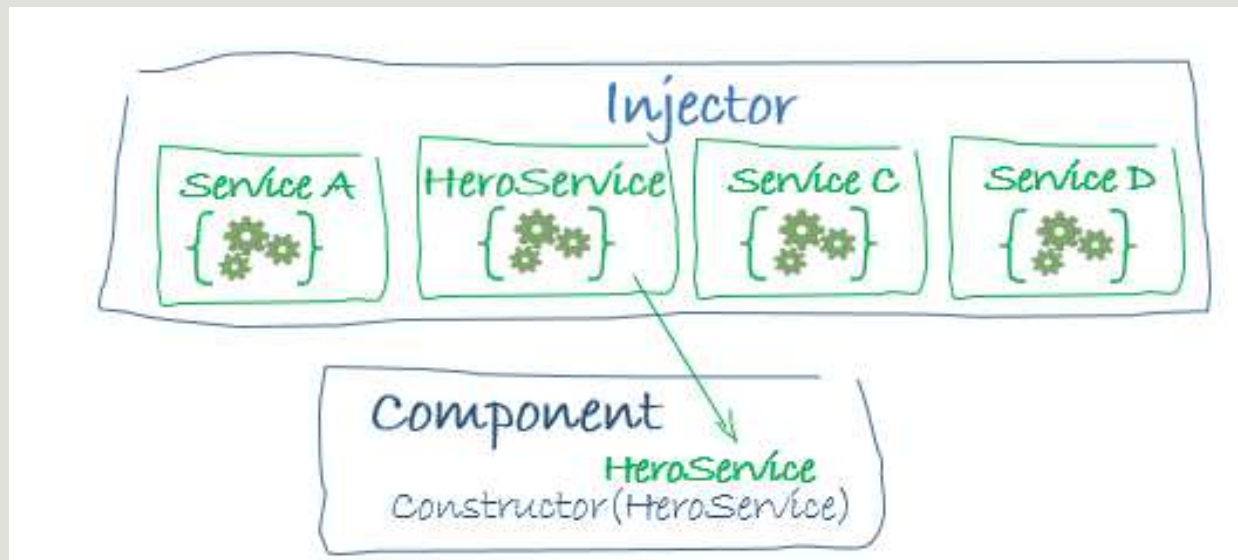 Injector
Service A
HeroService
Service C
Service D
Component
HeroService
Constructor(HeroService)